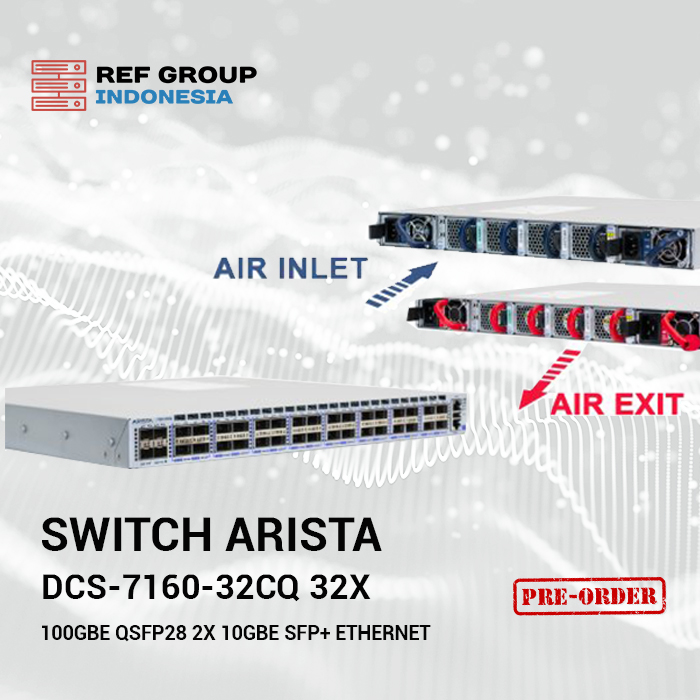 REF GROUP
INDONESIA
AIR INLET
AIR EXIT
SWITCH ARISTA
DCS-7160-32CQ 32X
PRE-ORDER
100GBE QSFP28 2X 10GBE SFP+ ETHERNET